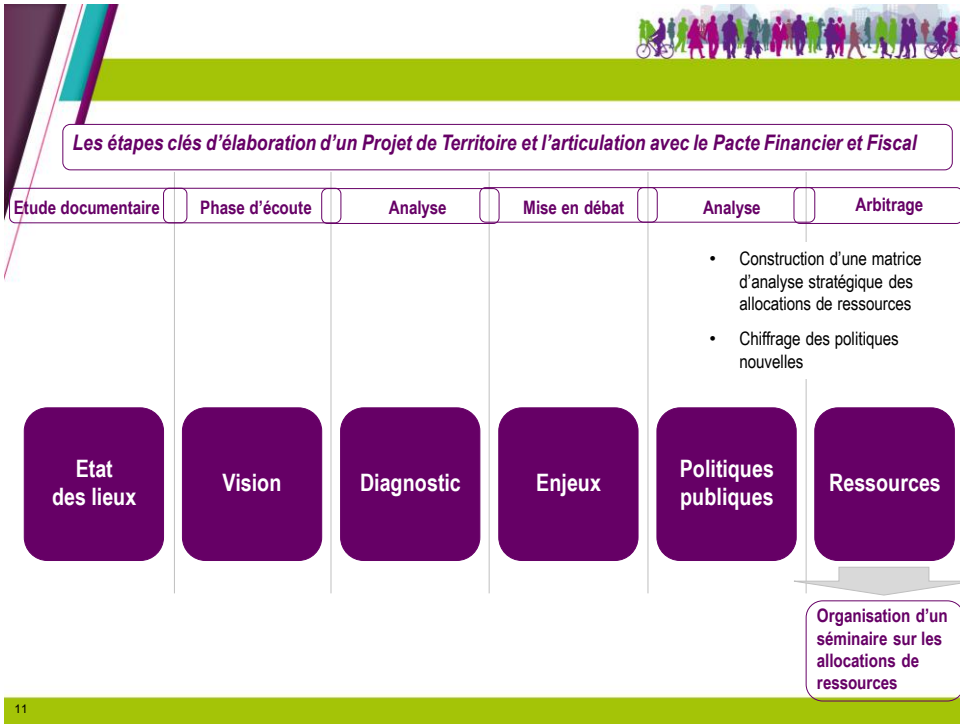 Les étapes clés d’élaboration d’un Projet de Territoire et l’articulation avec le Pacte Financier et Fiscal
Etude documentaire
Phase d’écoute
Analyse
Mise en débat
Analyse
Arbitrage
• Construction d’une matrice
d’analyse stratégique des
allocations de ressources
• Chiffrage des politiques
nouvelles
Etat
des lieux
Vision
Diagnostic
Enjeux
Politiques
publiques
Ressources
Organisation d’un
séminaire sur les
allocations de
ressources
11